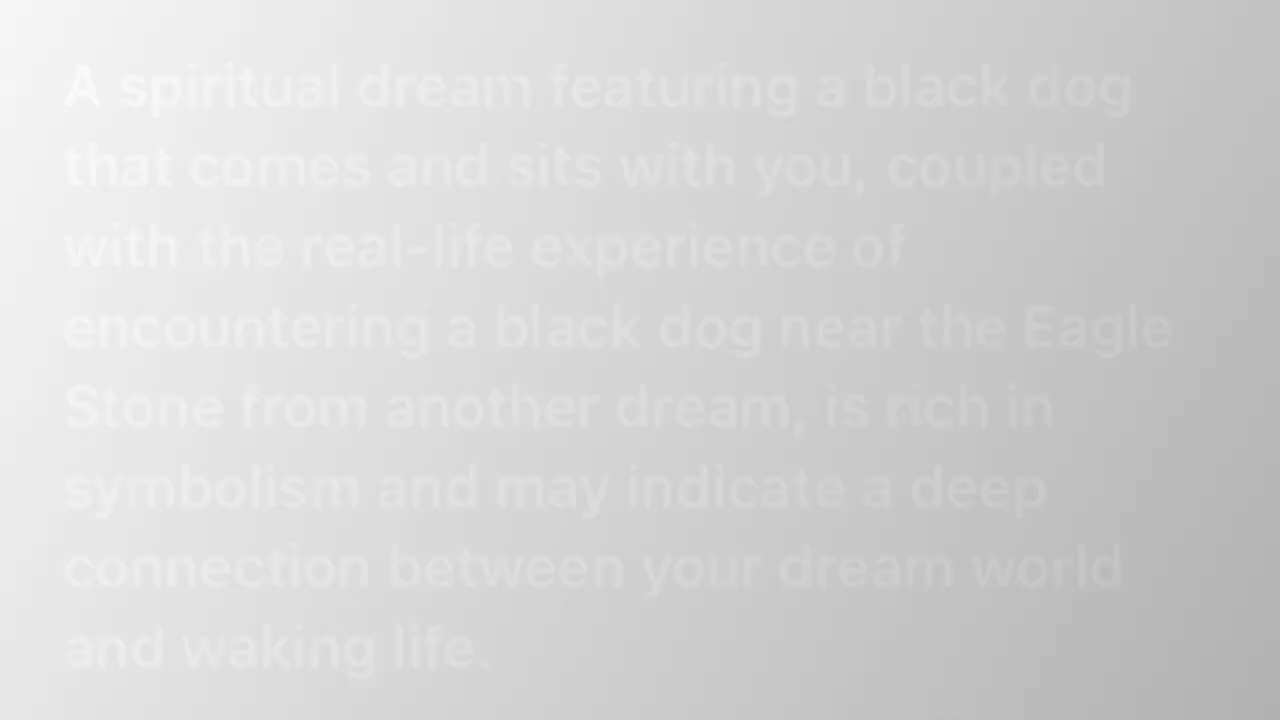 A spiritual dream featuring a black dog
that comes and sits with you, coupled
with the real-life experience of
encountering a black dog near the Eagle
Stone from another dream, is rich in
symbolism and may indicate a deep
connection between your dream world
and waking life.